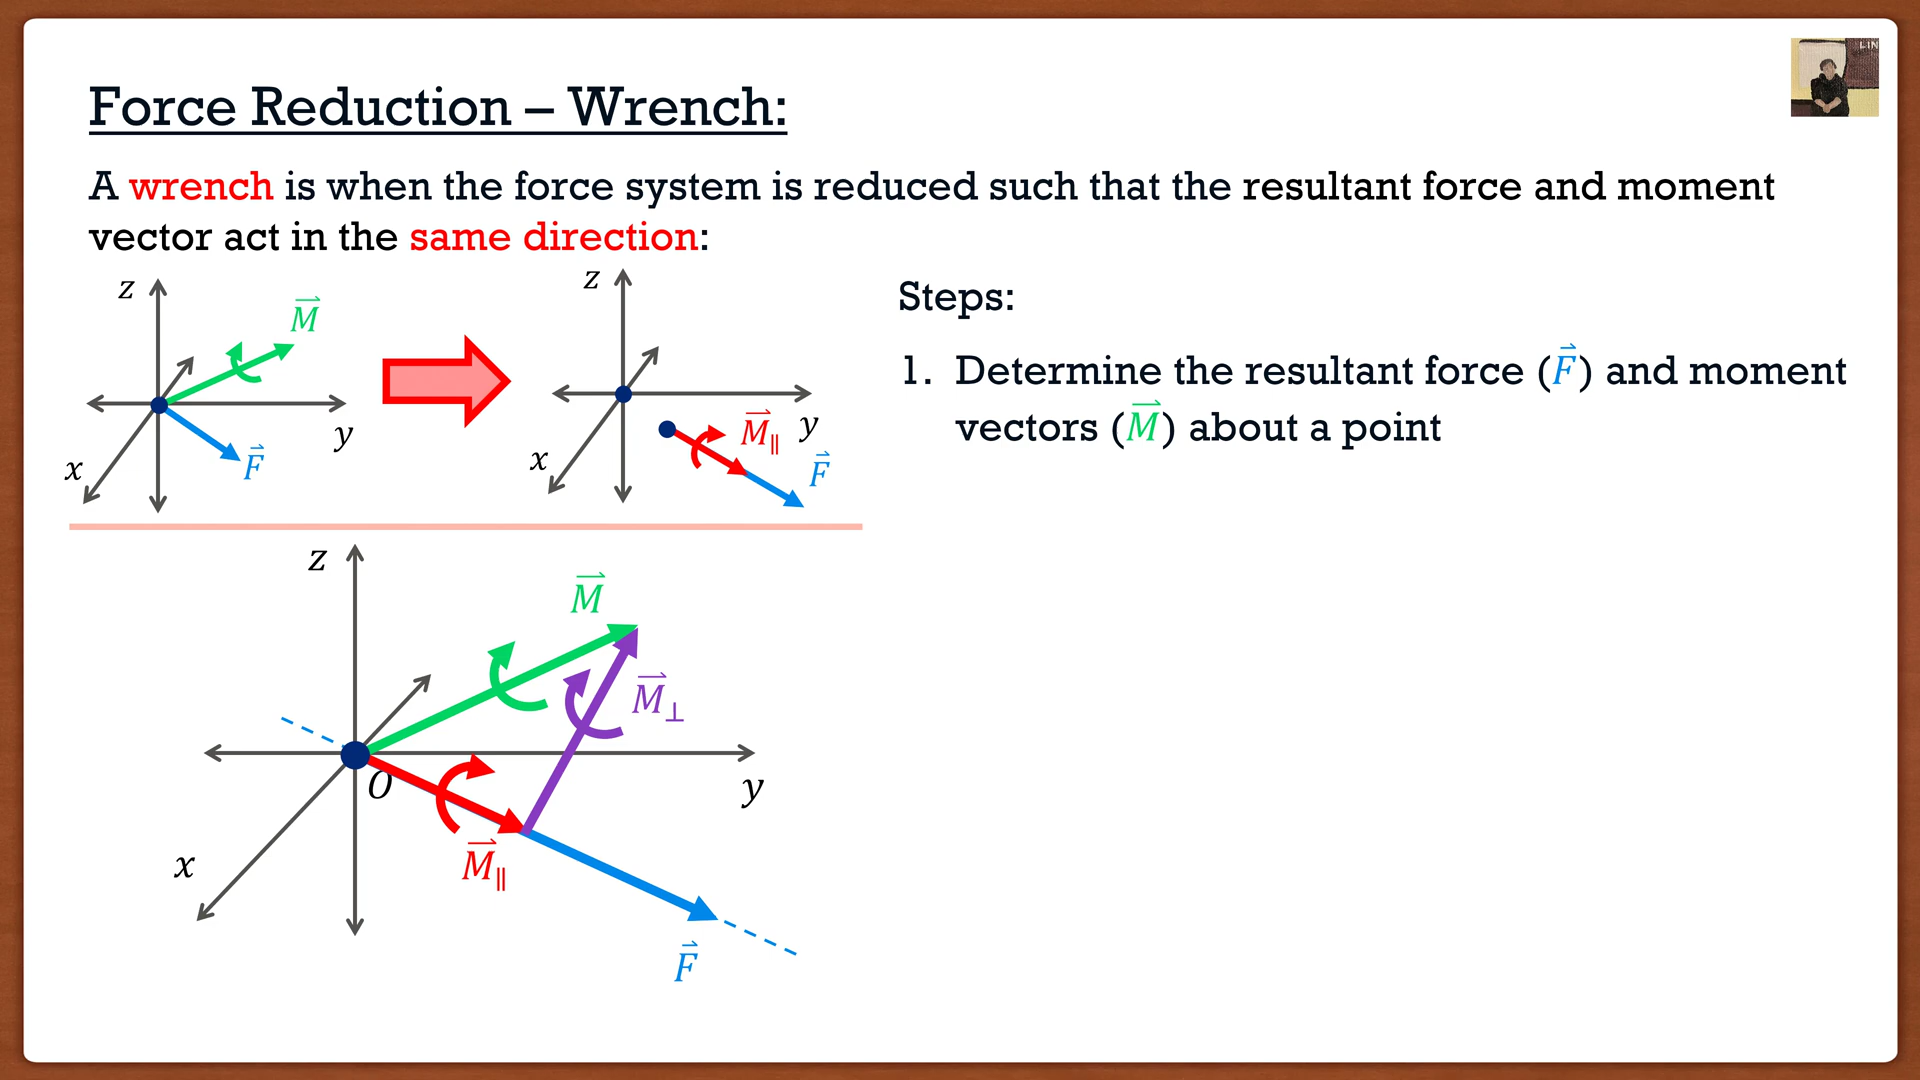 LIN
Force Reduction – Wrench:
A wrench is when the force system is reduced such that the resultant force and moment
vector act in the same direction:
z
M⃗
y
x
F⃗
z
M⃗∥
y
x
F⃗
Steps:
1. Determine the resultant force (F⃗) and moment
vectors (M⃗) about a point
z
M⃗
M⃗⊥
O
y
x
M⃗∥
F⃗